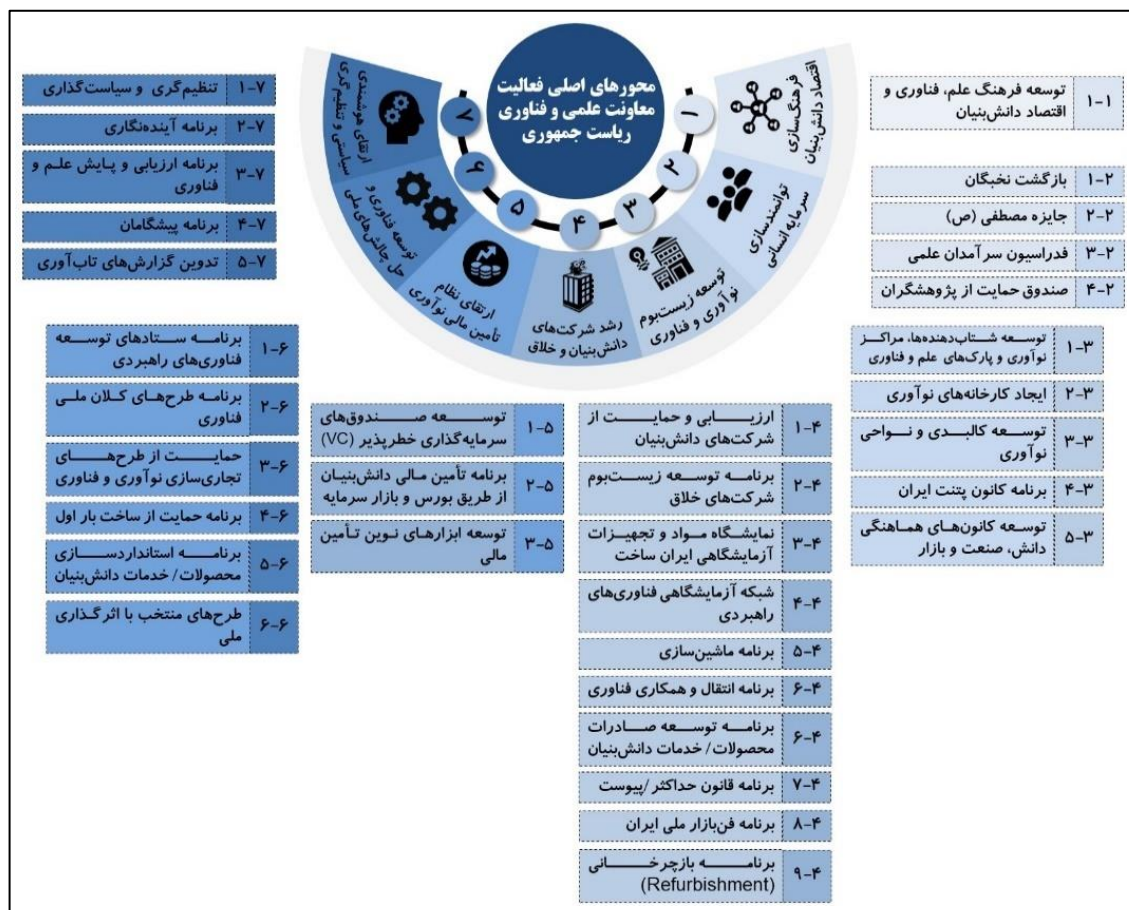 محورهای اصلی فعالیت
معاونت علمی و فناوری
ریاست جمهوری
۱
فرهنگ‌سازی
اقتصاد دانش‌بنیان
۲
توانمندسازی
سرمایه انسانی
۳
توسعه زیست‌بوم
نوآوری و فناوری
۴
رشد شرکت‌های
دانش‌بنیان و خلاق
۵
ارتقای نظام
تأمین مالی نوآوری
۶
توسعه فناوری و
حل چالش‌های ملی
۷
ارتقای هوشمندی
سیاستی و تنظیم‌گری
۱-۱ توسعه فرهنگ علم، فناوری و
اقتصاد دانش‌بنیان
۱-۲ بازگشت نخبگان
۲-۲ جایزه مصطفی (ص)
۳-۲ فدراسیون سرآمدان علمی
۴-۲ صندوق حمایت از پژوهشگران
۱-۳ توسعه شتاب‌دهنده‌ها، مراکز
نوآوری و پارک‌های علم و فناوری
۲-۳ ایجاد کارخانه‌های نوآوری
۳-۳ توسعه کالبدی و نواحی
نوآوری
۴-۳ برنامه کانون پتنت ایران
۵-۳ توسعه کانون‌های هماهنگی
دانش، صنعت و بازار
۱-۴ ارزیابی و حمایت از
شرکت‌های دانش‌بنیان
۲-۴ برنامه توسعه زیست‌بوم
شرکت‌های خلاق
۳-۴ نمایشگاه مواد و تجهیزات
آزمایشگاهی ایران ساخت
۴-۴ شبکه آزمایشگاهی فناوری‌های
راهبردی
۵-۴ برنامه ماشین‌سازی
۶-۴ برنامه انتقال و همکاری فناوری
۶-۴ برنامه توسعه صادرات
محصولات/ خدمات دانش‌بنیان
۷-۴ برنامه قانون حداکثر /پیوست
۸-۴ برنامه فن‌بازار ملی ایران
۹-۴ برنامه بازچرخانی
(Refurbishment)
۱-۵ توسعه صندوق‌های
سرمایه‌گذاری خطرپذیر (VC)
۲-۵ برنامه تأمین مالی دانش‌بنیان
از طریق بورس و بازار سرمایه
۳-۵ توسعه ابزارهای نوین تأمین
مالی
۱-۶ برنامه ستادهای توسعه
فناوری‌های راهبردی
۲-۶ برنامه طرح‌های کلان ملی
فناوری
۳-۶ حمایت از طرح‌های
تجاری‌سازی نوآوری و فناوری
۴-۶ برنامه حمایت از ساخت بار اول
۵-۶ برنامه استانداردسازی
محصولات/ خدمات دانش‌بنیان
۶-۶ طرح‌های منتخب با اثرگذاری
ملی
۱-۷ تنظیم‌گری و سیاست‌گذاری
۲-۷ برنامه آینده‌نگاری
۳-۷ برنامه ارزیابی و پایش علم و
فناوری
۴-۷ برنامه پیشگامان
۵-۷ تدوین گزارش‌های تاب‌آوری